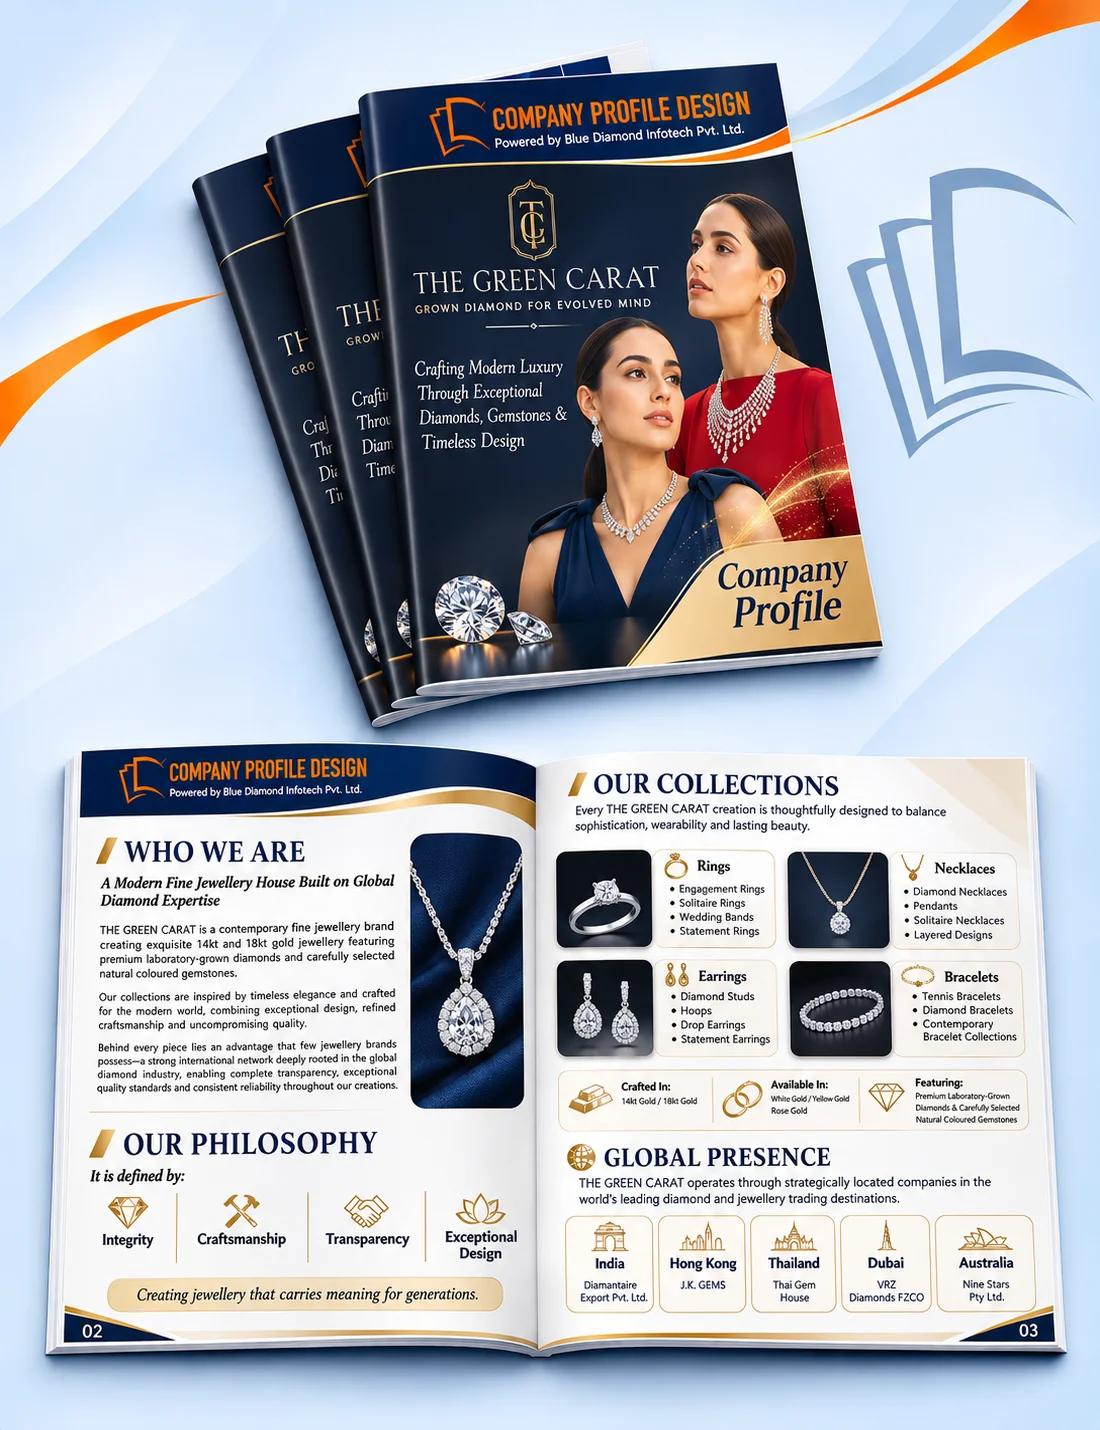 COMPANY PROFILE DESIGN
Powered by Blue Diamond Infotech Pvt. Ltd.
TCG
THE GREEN CARAT
GROWN DIAMOND FOR EVOLVED MIND
Crafting Modern Luxury
Through Exceptional
Diamonds, Gemstones &
Timeless Design
Company
Profile
COMPANY PROFILE DESIGN
Powered by Blue Diamond Infotech Pvt. Ltd.
WHO WE ARE
A Modern Fine Jewellery House Built on Global
Diamond Expertise
THE GREEN CARAT is a contemporary fine jewellery brand
creating exquisite 14kt and 18kt gold jewellery featuring
premium laboratory-grown diamonds and carefully selected
natural coloured gemstones.
Our collections are inspired by timeless elegance and crafted
for the modern world, combining exceptional design, refined
craftsmanship and uncompromising quality.
Behind every piece lies an advantage that few jewellery brands
possess—a strong international network deeply rooted in the global
diamond industry, enabling complete transparency, exceptional
quality standards and consistent reliability throughout our creations.
OUR PHILOSOPHY
It is defined by:
Integrity
Craftsmanship
Transparency
Exceptional
Design
Creating jewellery that carries meaning for generations.
02
OUR COLLECTIONS
Every THE GREEN CARAT creation is thoughtfully designed to balance
sophistication, wearability and lasting beauty.
Rings
• Engagement Rings
• Solitaire Rings
• Wedding Bands
• Statement Rings
Necklaces
• Diamond Necklaces
• Pendants
• Solitaire Necklaces
• Layered Designs
Earrings
• Diamond Studs
• Hoops
• Drop Earrings
• Statement Earrings
Bracelets
• Tennis Bracelets
• Diamond Bracelets
• Contemporary
Bracelet Collections
Crafted In:
14kt Gold / 18kt Gold
Available In:
White Gold / Yellow Gold
Rose Gold
Featuring:
Premium Laboratory-Grown
Diamonds & Carefully Selected
Natural Coloured Gemstones
GLOBAL PRESENCE
THE GREEN CARAT operates through strategically located companies in the
world's leading diamond and jewellery trading destinations.
India
Diamantaire
Export Pvt. Ltd.
Hong Kong
J.K. GEMS
Thailand
Thai Gem
House
Dubai
VRZ
Diamonds FZCO
Australia
Nine Stars
Pty Ltd.
03